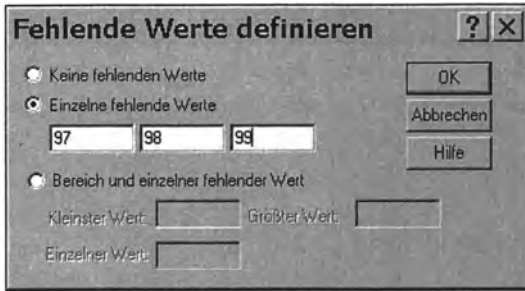 Fehlende Werte definieren ? X
Keine fehlenden Werte
OK
Einzelne fehlende Werte
Abbrechen
97 98 99
Hilfe
Bereich und einzelner fehlender Wert
Kleinster Wert: Größter Wert:
Einzelner Wert: